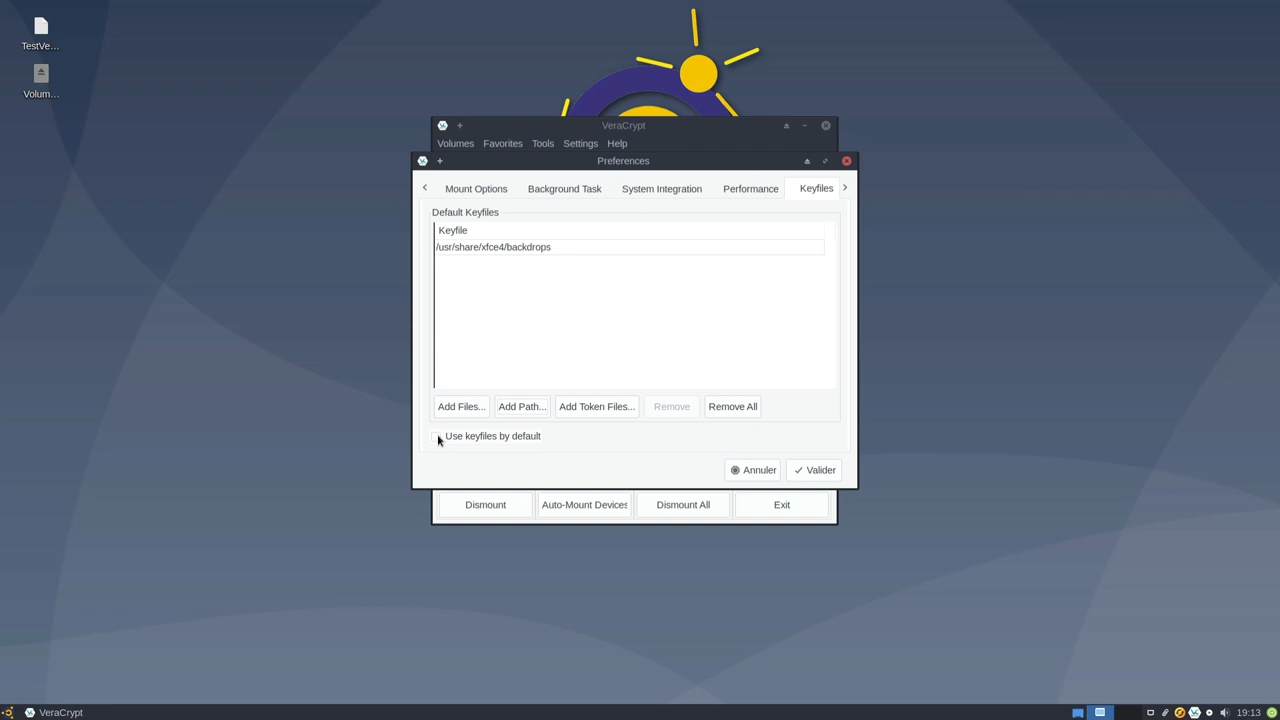 TestVe...
Volum...
VeraCrypt
Volumes Favorites Tools Settings Help
Preferences
Mount Options Background Task System Integration Performance Keyfiles
Default Keyfiles
Keyfile
/usr/share/xfce4/backdrops
Add Files... Add Path... Add Token Files... Remove Remove All
Use keyfiles by default
Annuler Valider
Dismount Auto-Mount Devices Dismount All Exit
VeraCrypt 19:13